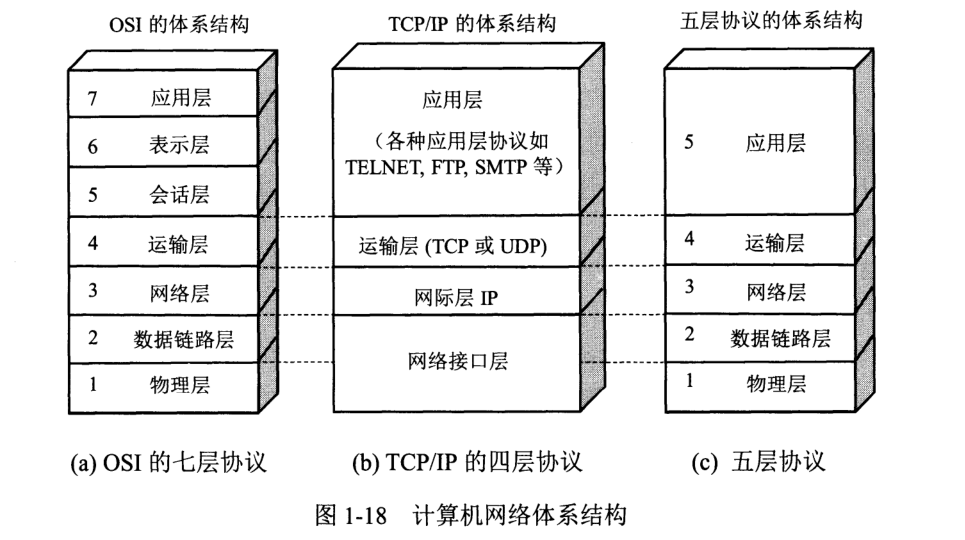 OSI 的体系结构
7 应用层
6 表示层
5 会话层
4 运输层
3 网络层
2 数据链路层
1 物理层
(a) OSI 的七层协议
TCP/IP 的体系结构
应用层
(各种应用层协议如
TELNET, FTP, SMTP 等)
运输层 (TCP 或 UDP)
网际层 IP
网络接口层
(b) TCP/IP 的四层协议
五层协议的体系结构
5 应用层
4 运输层
3 网络层
2 数据链路层
1 物理层
(c) 五层协议
图 1-18 计算机网络体系结构